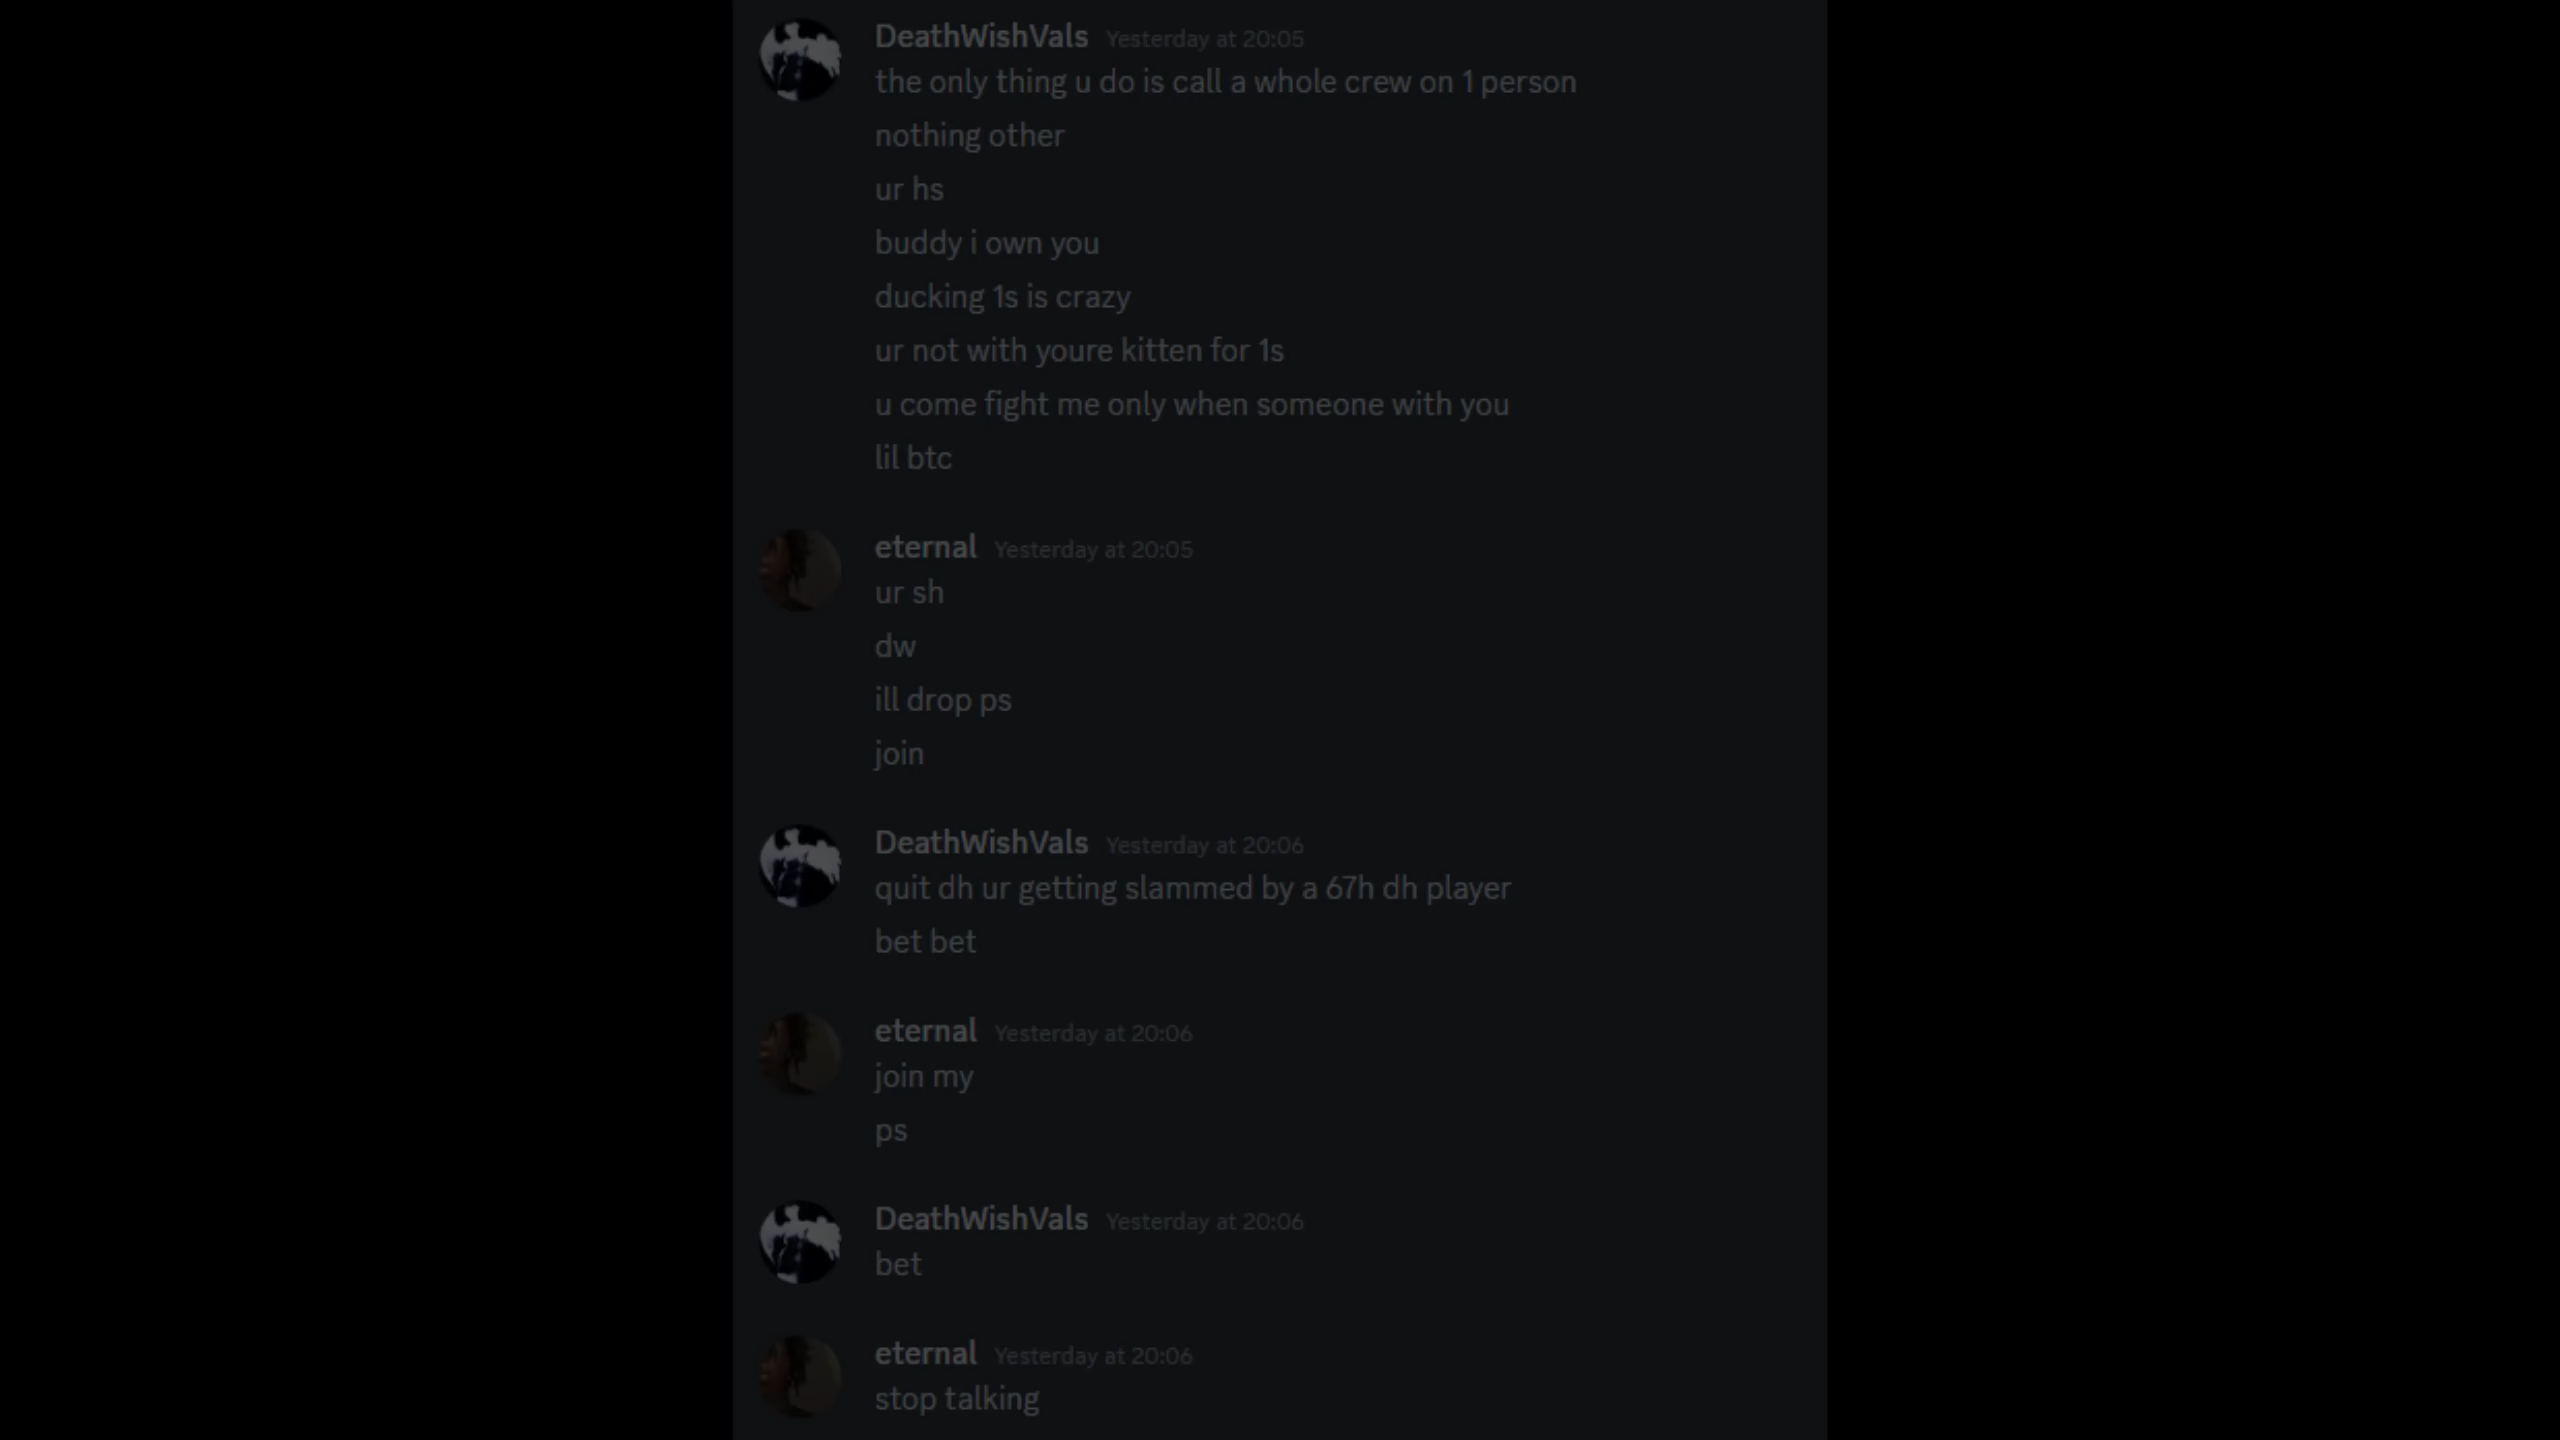 DeathWishVals Yesterday at 20:05
the only thing u do is call a whole crew on 1 person
nothing other
ur hs
buddy i own you
ducking 1s is crazy
ur not with youre kitten for 1s
u come fight me only when someone with you
lil btc
eternal Yesterday at 20:05
ur sh
dw
ill drop ps
join
DeathWishVals Yesterday at 20:06
quit dh ur getting slammed by a 67h dh player
bet bet
eternal Yesterday at 20:06
join my
ps
DeathWishVals Yesterday at 20:06
bet
eternal Yesterday at 20:06
stop talking